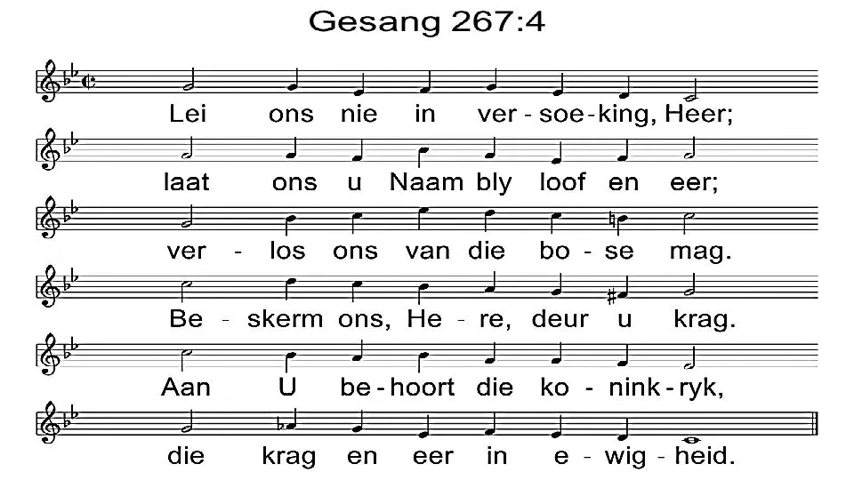 Gesang 267:4
Lei ons nie in ver-soe-king, Heer;
laat ons u Naam bly loof en eer;
ver - los ons van die bo - se mag.
Be - skerm ons, He - re, deur u krag.
Aan U be-hoort die ko - nink-ryk,
die krag en eer in e - wig - heid.